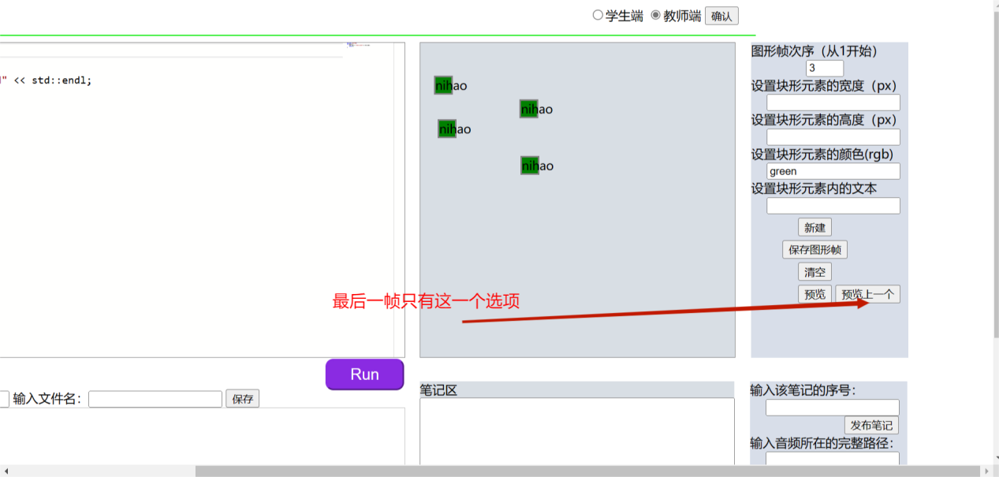 学生端 教师端 确认
" << std::endl;
nihao
nihao
nihao
nihao
图形帧次序（从1开始）
3
设置块形元素的宽度（px）
设置块形元素的高度（px）
设置块形元素的颜色(rgb)
green
设置块形元素内的文本
新建
保存图形帧
清空
预览 预览上一个
最后一帧只有这一个选项
Run
输入文件名： 保存
笔记区
输入该笔记的序号：
发布笔记
输入音频所在的完整路径：